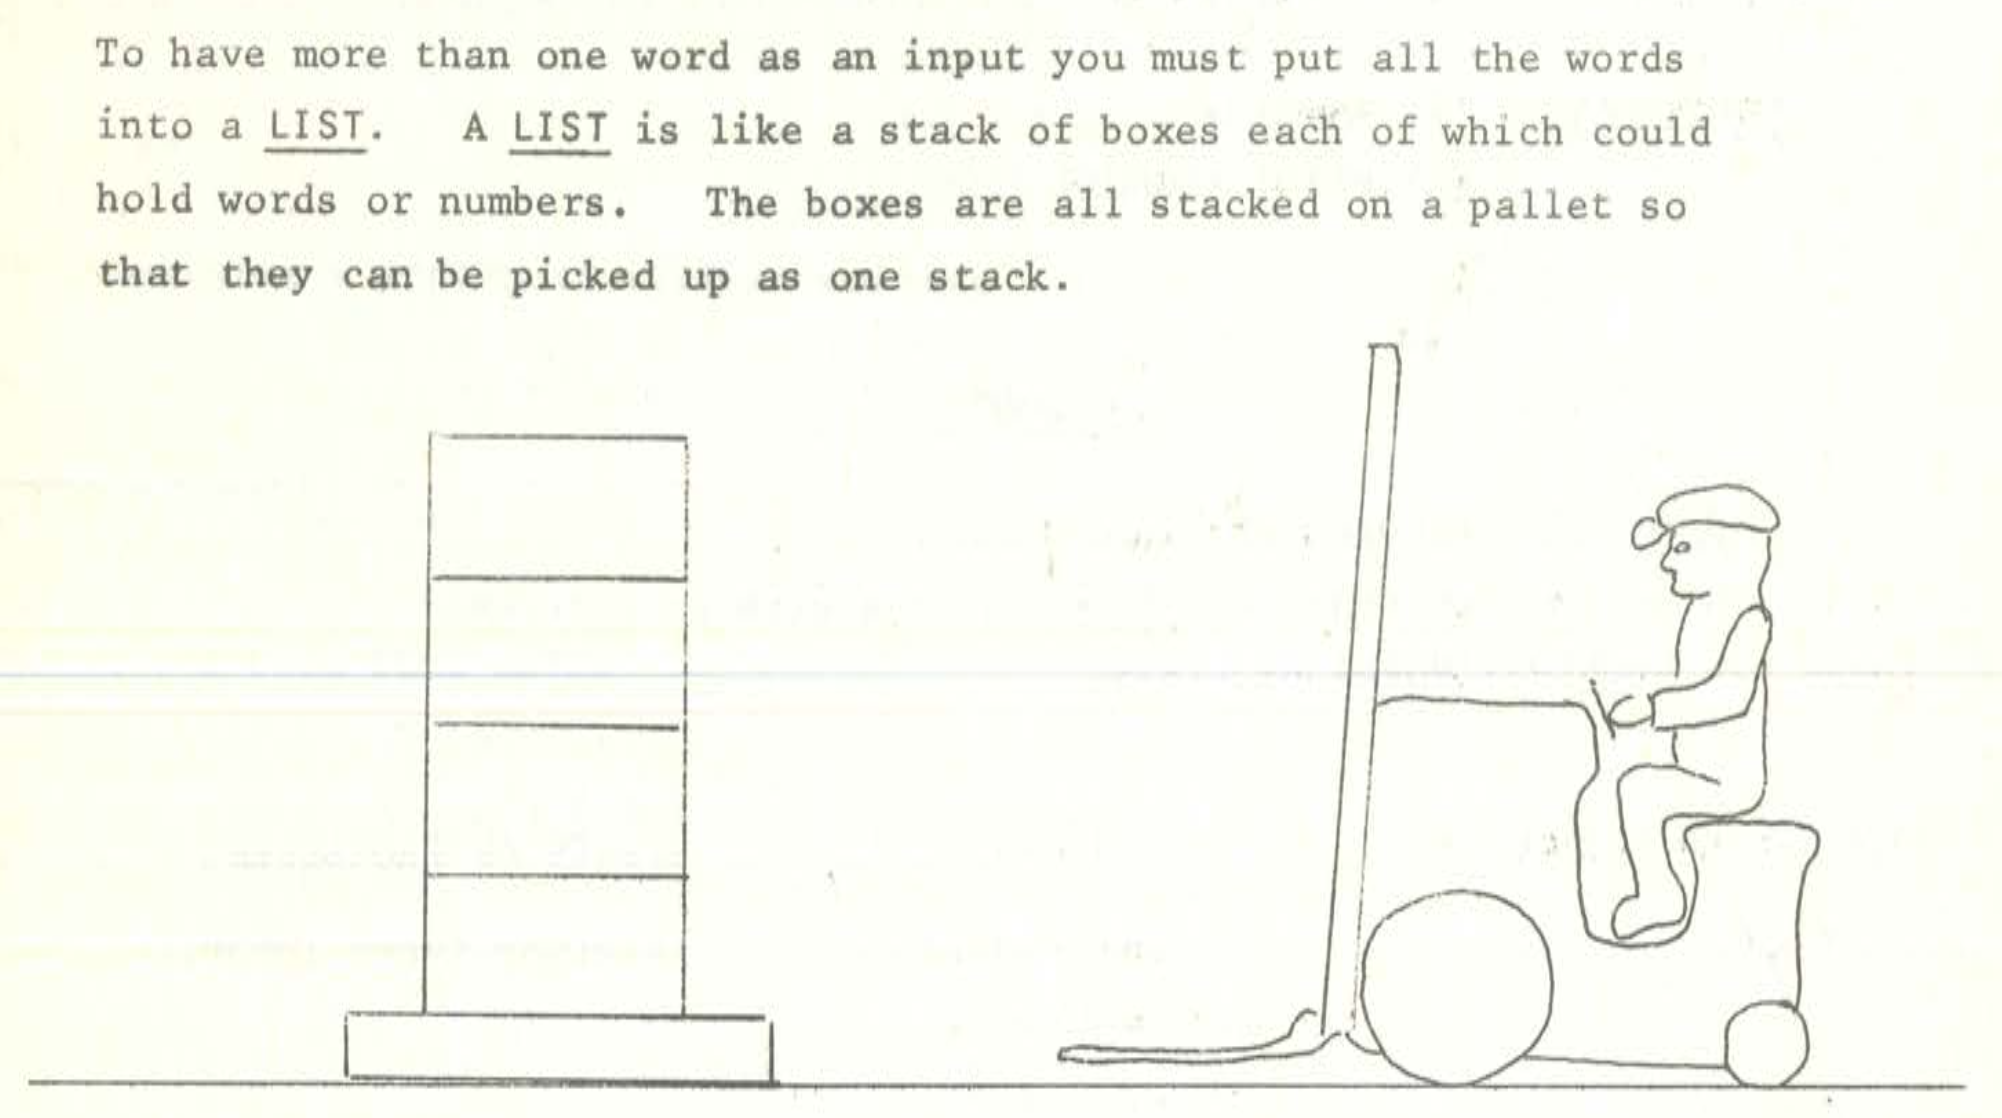 To have more than one word as an input you must put all the words
into a LIST. A LIST is like a stack of boxes each of which could
hold words or numbers. The boxes are all stacked on a pallet so
that they can be picked up as one stack.